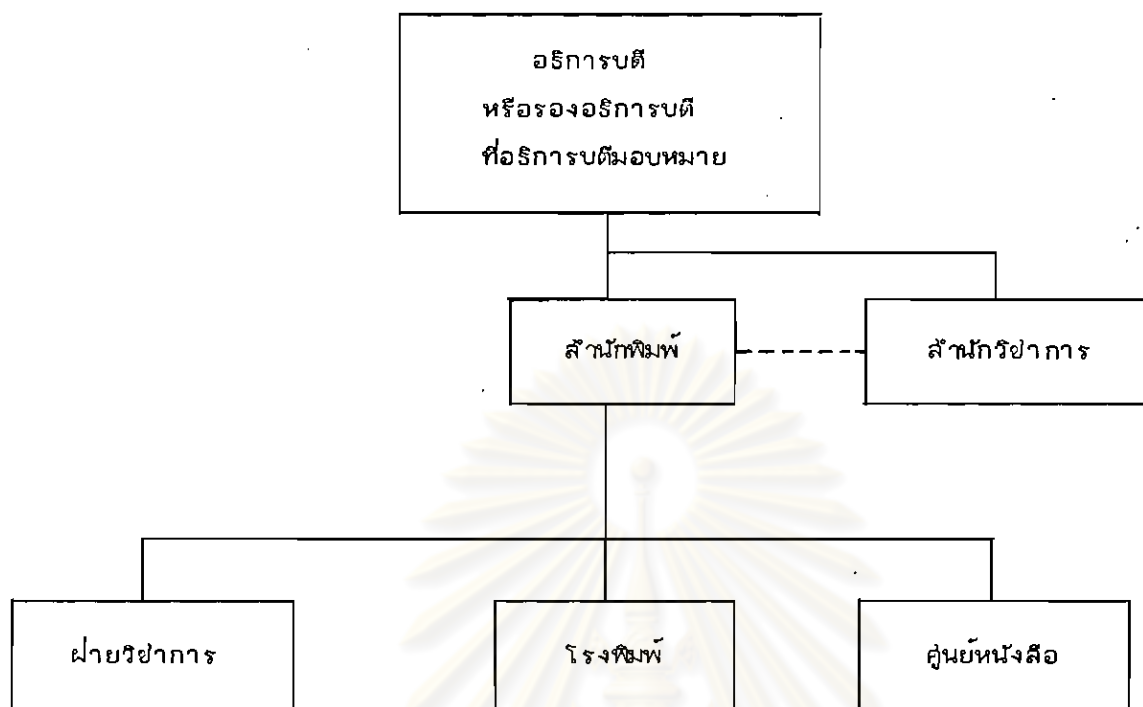 อธิการบดี
หรือรองอธิการบดี
ที่อธิการบดีมอบหมาย
สำนักพิมพ์
สำนักวิชาการ
ฝ่ายวิชาการ
โรงพิมพ์
ศูนย์หนังสือ